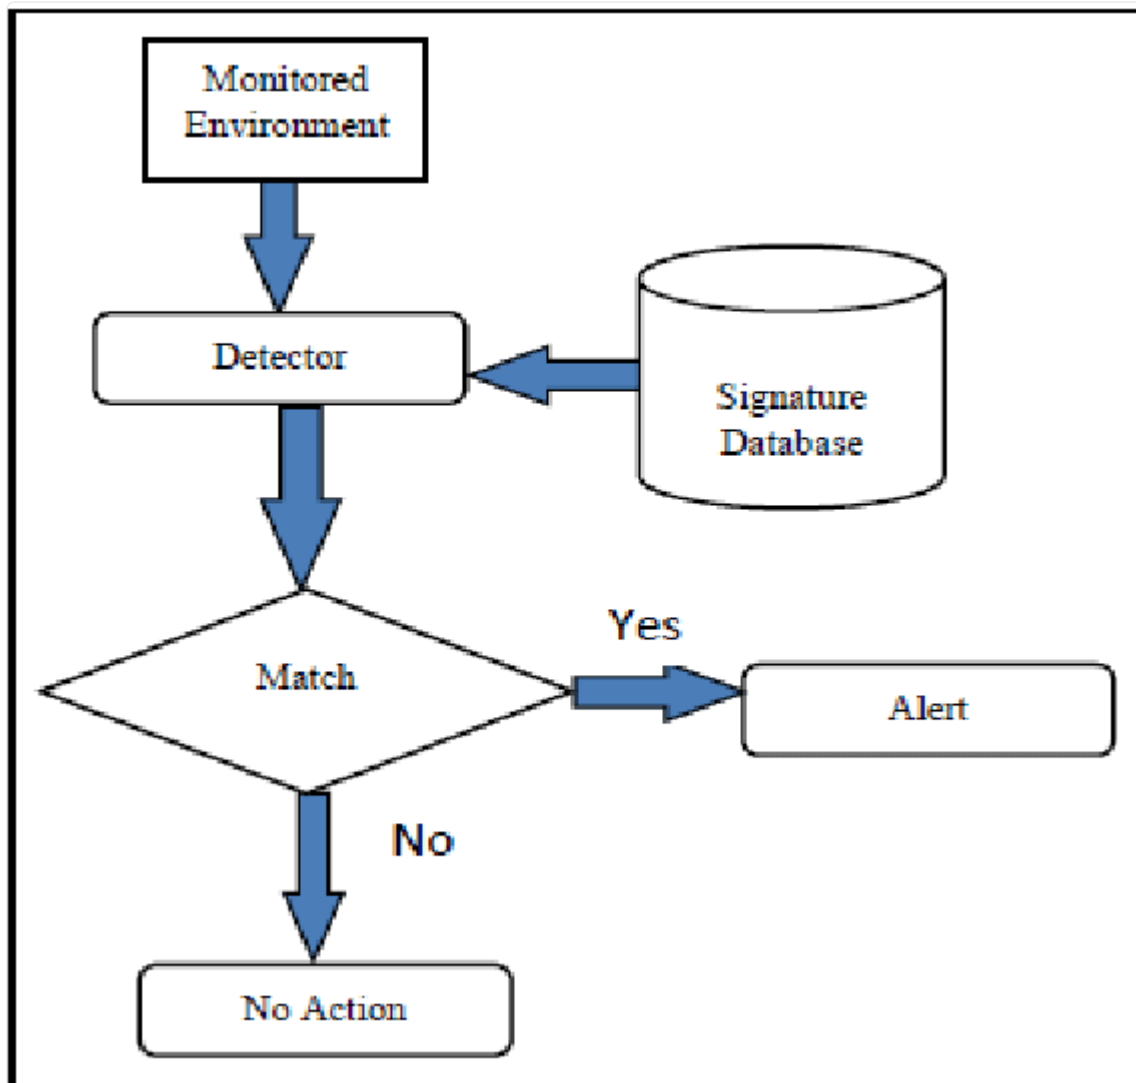 Monitored
Environment
Detector
Signature
Database
Match
Yes
Alert
No
No Action